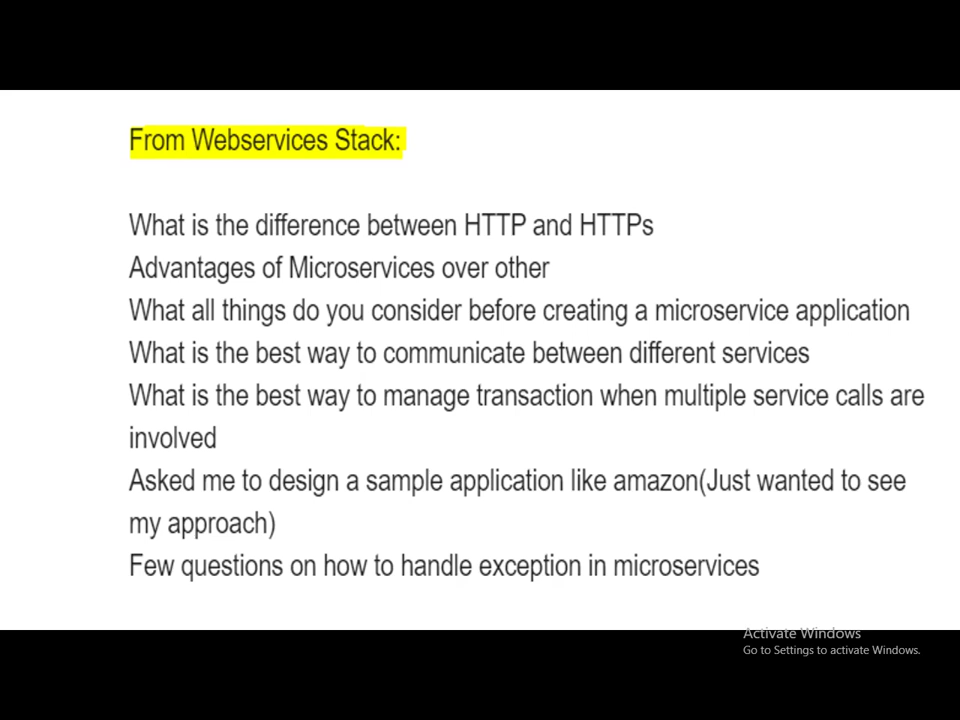 From Webservices Stack:
What is the difference between HTTP and HTTPs
Advantages of Microservices over other
What all things do you consider before creating a microservice application
What is the best way to communicate between different services
What is the best way to manage transaction when multiple service calls are
involved
Asked me to design a sample application like amazon(Just wanted to see
my approach)
Few questions on how to handle exception in microservices
Activate Windows
Go to Settings to activate Windows.